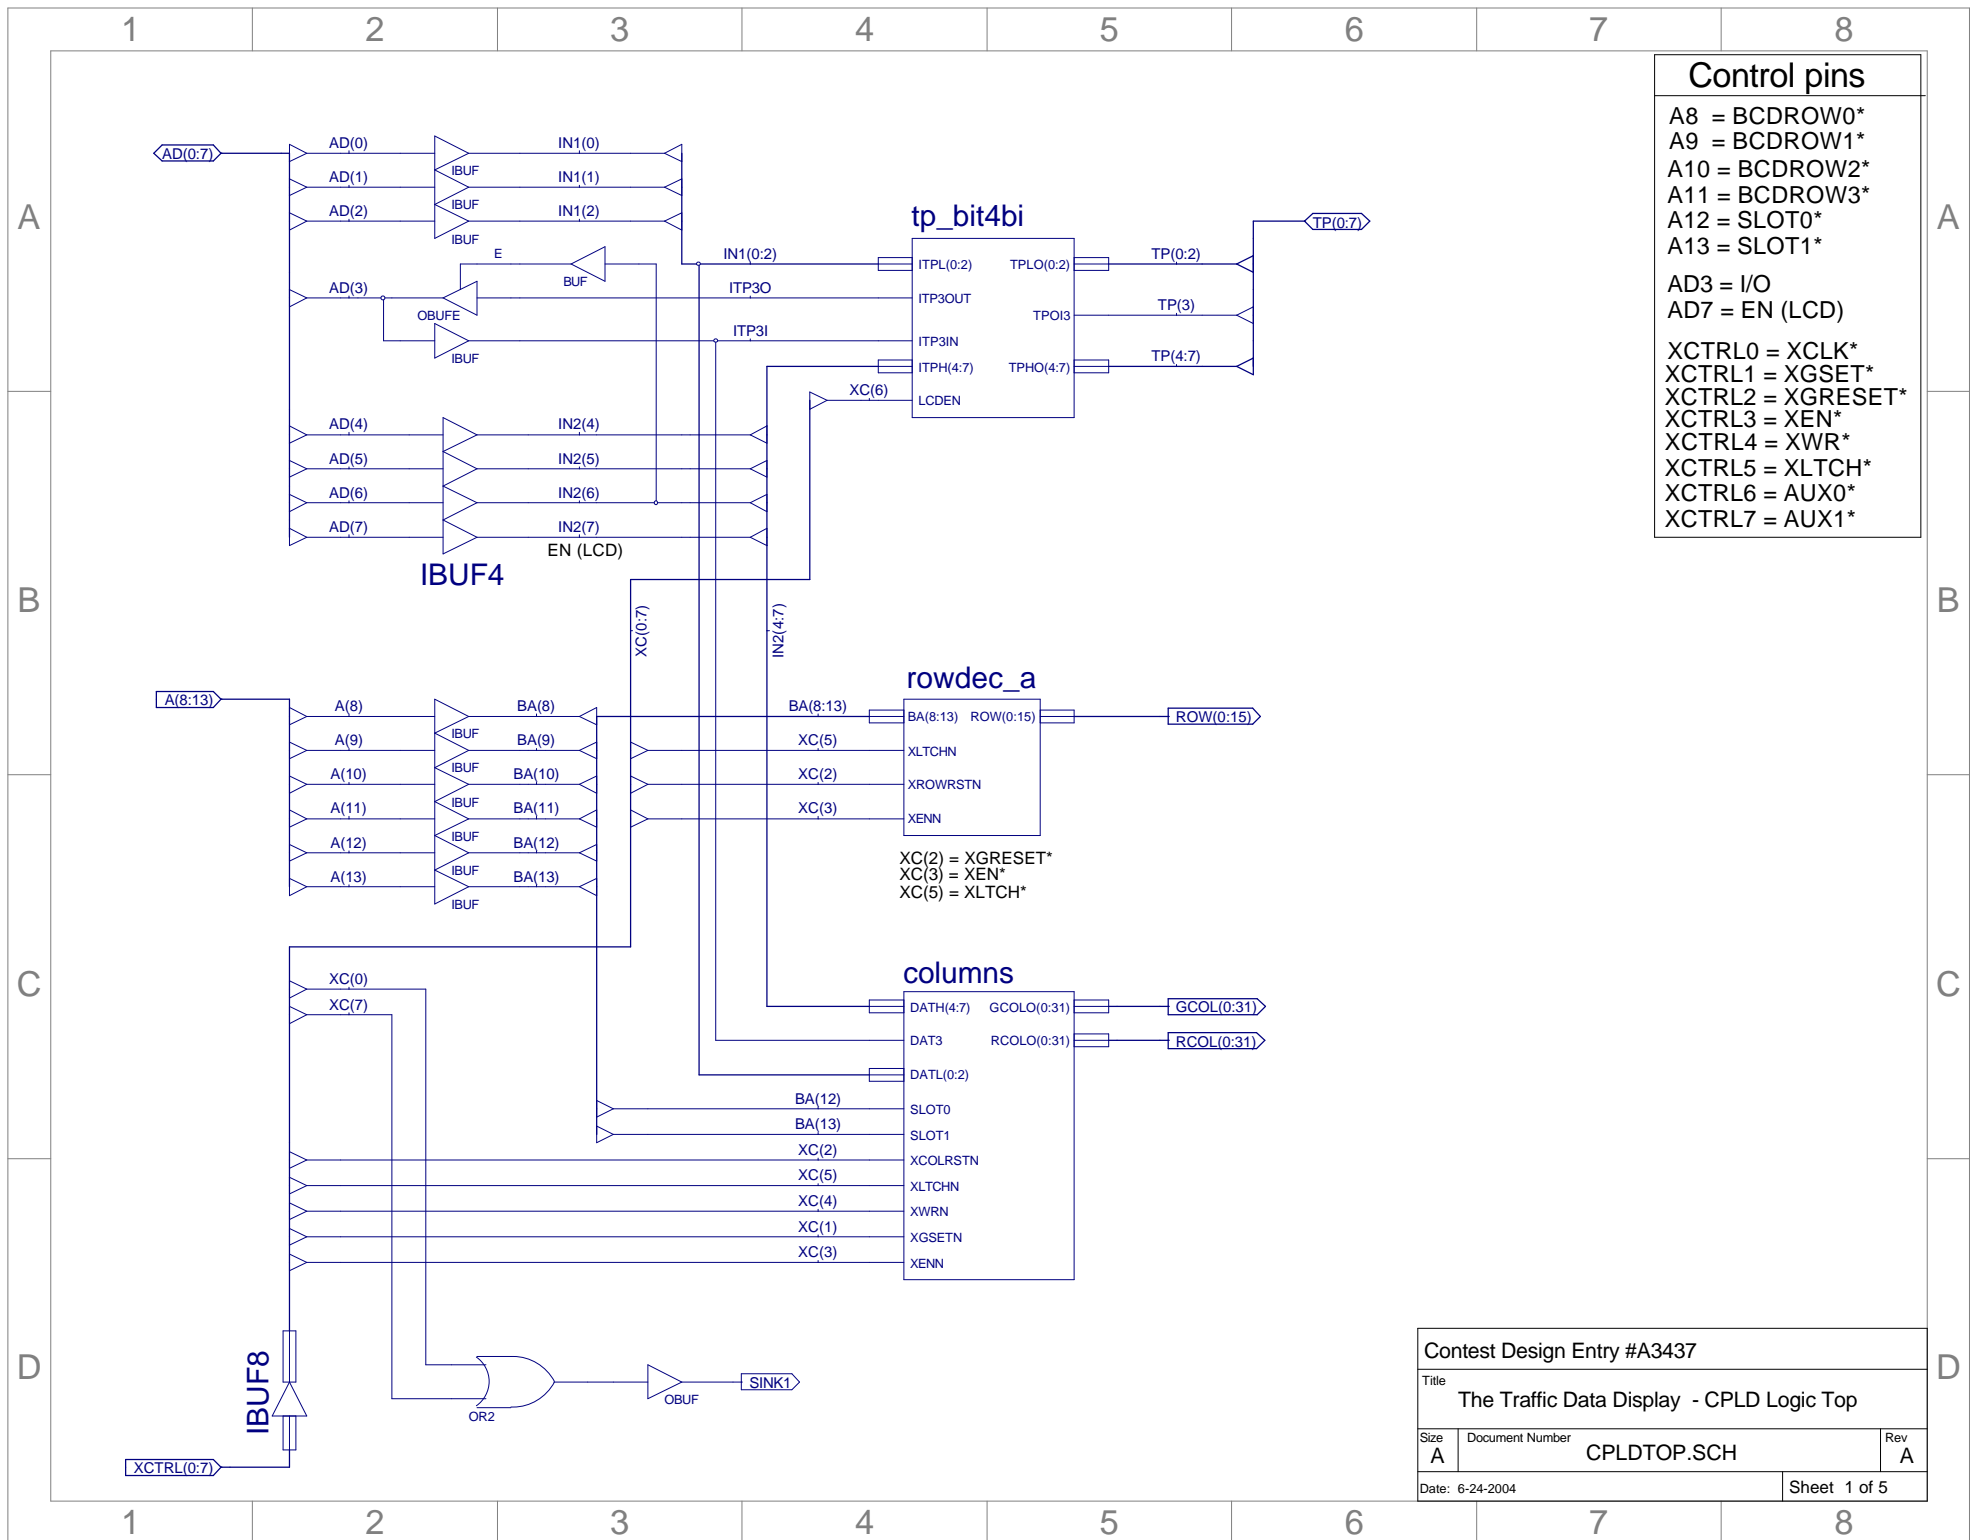 1 2 3 4 5 6 7 8
Control pins
A8 = BCDROW0*
A9 = BCDROW1*
A10 = BCDROW2*
A11 = BCDROW3*
A12 = SLOT0*
A13 = SLOT1*
AD3 = I/O
AD7 = EN (LCD)
XCTRL0 = XCLK*
XCTRL1 = XGSET*
XCTRL2 = XGRESET*
XCTRL3 = XEN*
XCTRL4 = XWR*
XCTRL5 = XLTCH*
XCTRL6 = AUX0*
XCTRL7 = AUX1*
A A
AD(0:7)
AD(0) IBUF IN1(0)
AD(1) IBUF IN1(1)
AD(2) IBUF IN1(2)
E BUF
AD(3) OBUFE
IBUF
IN1(0:2)
ITP3O
ITP3I
XC(6)
tp_bit4bi
ITPL(0:2) TPLO(0:2)
ITP3OUT
TPOI3
ITP3IN
ITPH(4:7) TPHO(4:7)
LCDEN
TP(0:2)
TP(3)
TP(4:7)
TP(0:7)
AD(4) IN2(4)
AD(5) IN2(5)
AD(6) IN2(6)
AD(7) IN2(7)
EN (LCD)
IBUF4
B B
XC(0:7)
IN2(4:7)
A(8:13)
A(8) IBUF BA(8)
A(9) IBUF BA(9)
A(10) IBUF BA(10)
A(11) IBUF BA(11)
A(12) IBUF BA(12)
A(13) IBUF BA(13)
BA(8:13)
XC(5)
XC(2)
XC(3)
rowdec_a
BA(8:13) ROW(0:15)
XLTCHN
XROWRSTN
XENN
ROW(0:15)
XC(2) = XGRESET*
XC(3) = XEN*
XC(5) = XLTCH*
C C
XC(0)
XC(7)
columns
DATH(4:7) GCOLO(0:31)
DAT3 RCOLO(0:31)
DATL(0:2)
SLOT0
SLOT1
XCOLRSTN
XLTCHN
XWRN
XGSETN
XENN
GCOL(0:31)
RCOL(0:31)
BA(12)
BA(13)
XC(2)
XC(5)
XC(4)
XC(1)
XC(3)
D D
IBUF8
XCTRL(0:7)
OR2
OBUF
SINK1
Contest Design Entry #A3437
Title
The Traffic Data Display - CPLD Logic Top
Size
A
Document Number
CPLDTOP.SCH
Rev
A
Date: 6-24-2004
Sheet 1 of 5
1 2 3 4 5 6 7 8